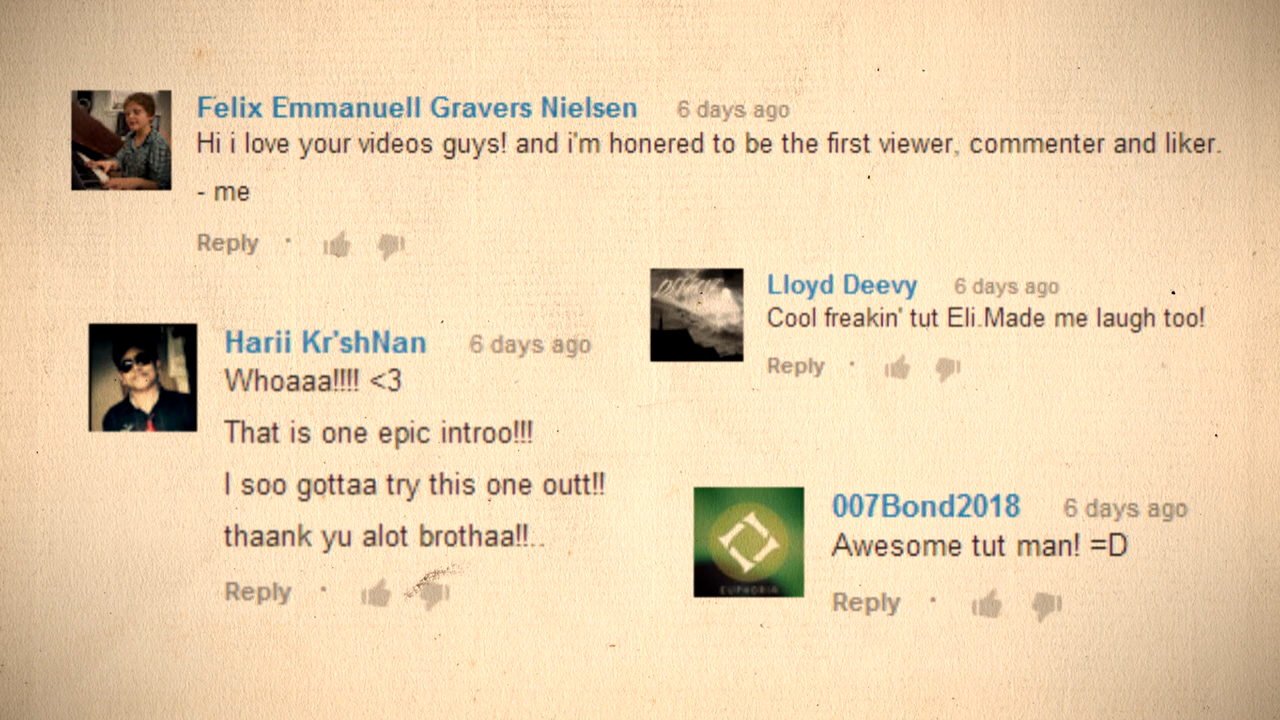 Felix Emmanuell Gravers Nielsen 6 days ago
Hi i love your videos guys! and i'm honered to be the first viewer, commenter and liker.
- me
Reply ·
Lloyd Deevy 6 days ago
Cool freakin' tut Eli.Made me laugh too!
Reply ·
Harii Kr'shNan 6 days ago
Whoaaa!!!! <3
That is one epic introo!!!
I soo gottaa try this one outt!!
thaank yu alot brothaa!!..
Reply ·
007Bond2018 6 days ago
Awesome tut man! =D
Reply ·
EUPHORIA